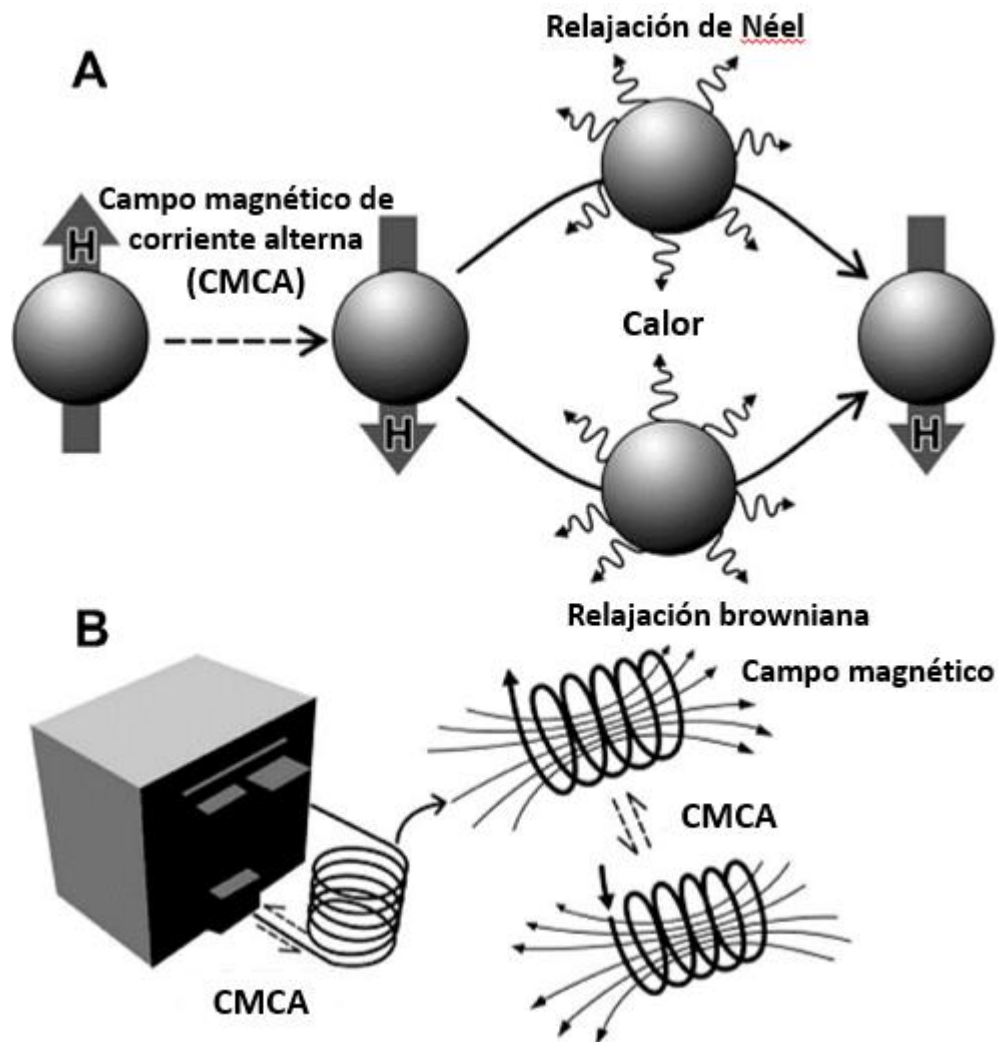 Relajación de Néel
A
Campo magnético de
corriente alterna
(CMCA)
H
H
Calor
H
Relajación browniana
B
Campo magnético
CMCA
CMCA